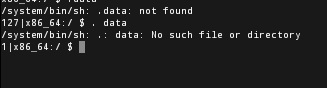 /system/bin/sh: .data: not found
127|x86_64:/ $ . data
/system/bin/sh: .: data: No such file or directory
1|x86_64:/ $